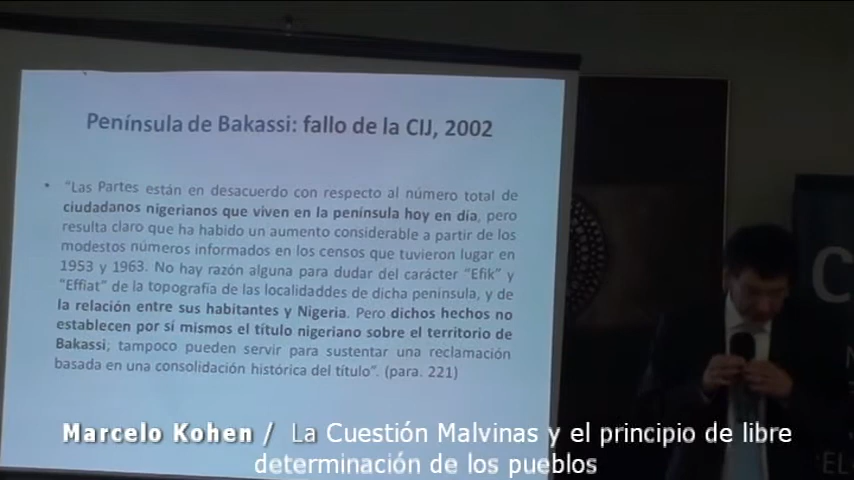 Península de Bakassi: fallo de la CIJ, 2002
• “Las Partes están en desacuerdo con respecto al número total de
ciudadanos nigerianos que viven en la península hoy en día, pero
resulta claro que ha habido un aumento considerable a partir de los
modestos números informados en los censos que tuvieron lugar en
1953 y 1963. No hay razón alguna para dudar del carácter “Efik” y
“Effiat” de la topografía de las localidaddes de dicha península, y de
la relación entre sus habitantes y Nigeria. Pero dichos hechos no
establecen por sí mismos el título nigeriano sobre el territorio de
Bakassi; tampoco pueden servir para sustentar una reclamación
basada en una consolidación histórica del título”. (para. 221)
Marcelo Kohen / La Cuestión Malvinas y el principio de libre
determinación de los pueblos